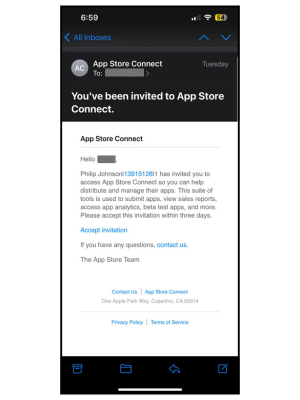 6:59
54
All Inboxes
AC
App Store Connect
Tuesday
To:
You've been invited to App Store
Connect.
App Store Connect
Hello ,
Philip Johnson|13915126|1 has invited you to
access App Store Connect so you can help
distribute and manage their apps. This suite of
tools is used to submit apps, view sales reports,
access app analytics, beta test apps, and more.
Please accept this invitation within three days.
Accept invitation
If you have any questions, contact us.
The App Store Team
Contact Us | App Store Connect
One Apple Park Way, Cupertino, CA 95014
Privacy Policy | Terms of Service